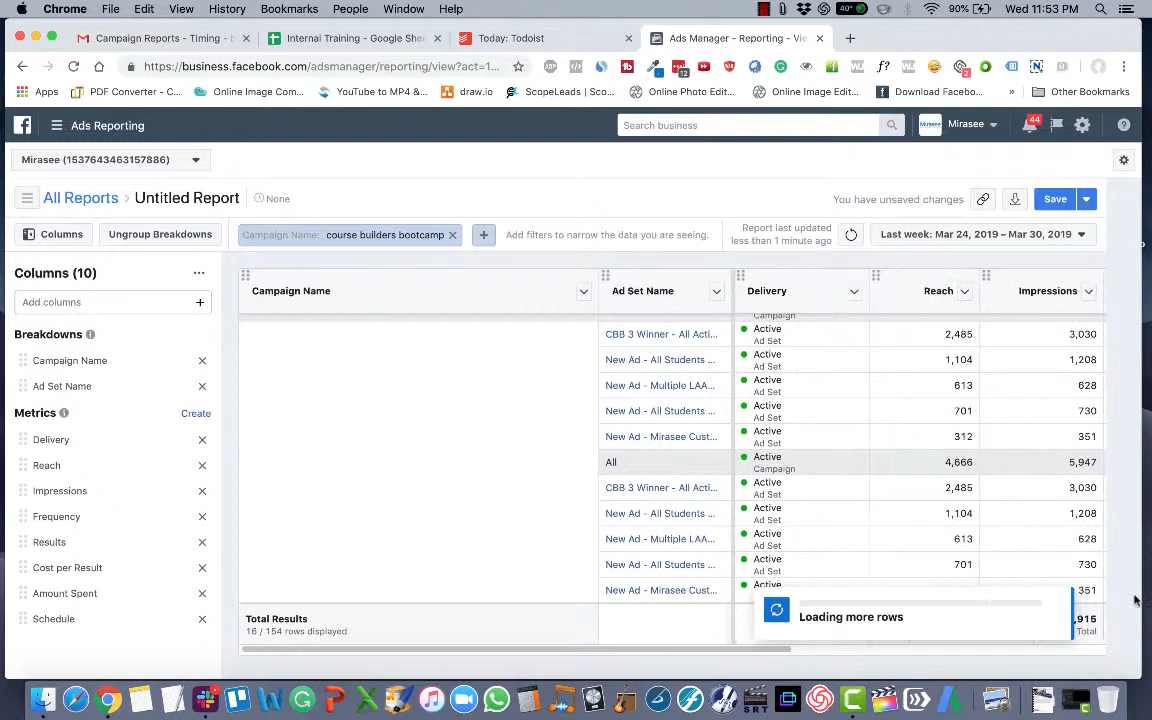 Chrome File Edit View History Bookmarks People Window Help 40° 90% Wed 11:53 PM
Campaign Reports - Timing - b
Internal Training - Google She
Today: Todoist
Ads Manager - Reporting - Vie
https://business.facebook.com/adsmanager/reporting/view?act=1...
12
Apps
PDF Converter - C...
Online Image Com...
YouTube to MP4 &...
draw.io
ScopeLeads | Sco...
Online Photo Edit...
Online Image Edit...
Download Facebo...
»
Other Bookmarks
Ads Reporting
Search business
Mirasee
44
Mirasee (1537643463157886)
All Reports › Untitled Report
None
You have unsaved changes
Save
Columns
Ungroup Breakdowns
Campaign Name: course builders bootcamp
Add filters to narrow the data you are seeing.
Report last updated
less than 1 minute ago
Last week: Mar 24, 2019 – Mar 30, 2019
Columns (10)
Add columns
Breakdowns
Campaign Name
Ad Set Name
Metrics
Create
Delivery
Reach
Impressions
Frequency
Results
Cost per Result
Amount Spent
Schedule
Campaign Name Ad Set Name Delivery Reach Impressions
Campaign
CBB 3 Winner - All Acti... Active Ad Set 2,485 3,030
New Ad - All Students ... Active Ad Set 1,104 1,208
New Ad - Multiple LAA... Active Ad Set 613 628
New Ad - All Students ... Active Ad Set 701 730
New Ad - Mirasee Cust... Active Ad Set 312 351
All Active Campaign 4,666 5,947
CBB 3 Winner - All Acti... Active Ad Set 2,485 3,030
New Ad - All Students ... Active Ad Set 1,104 1,208
New Ad - Multiple LAA... Active Ad Set 613 628
New Ad - All Students ... Active Ad Set 701 730
New Ad - Mirasee Cust... Active 351
Loading more rows
Total Results
16 / 154 rows displayed
,916
Total
SRT